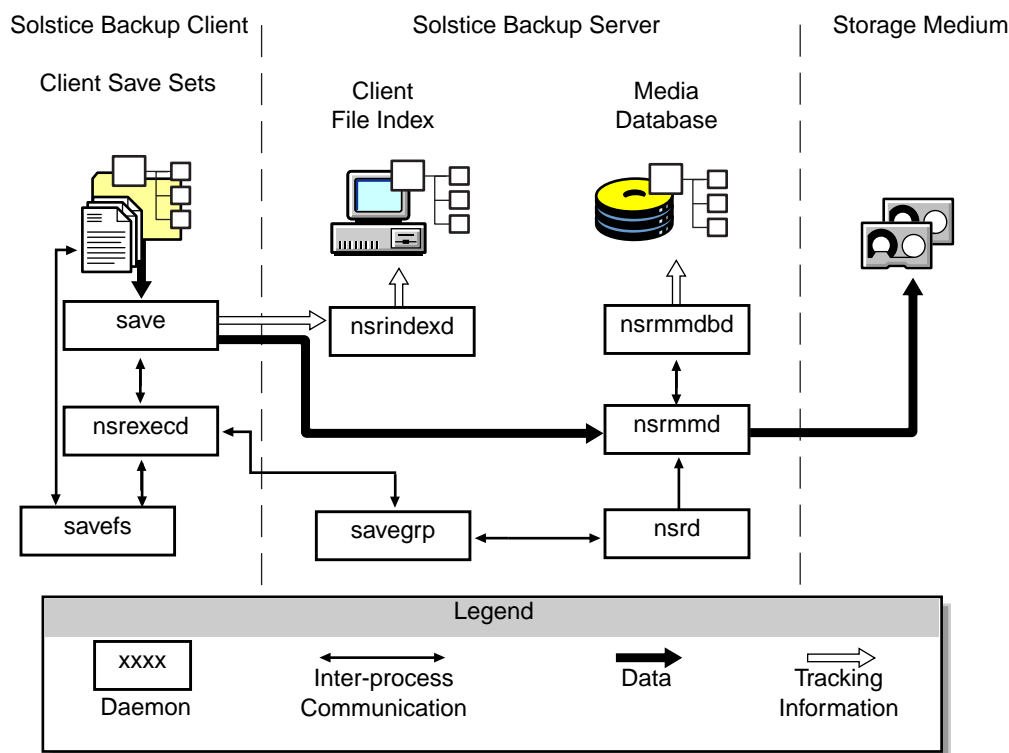 Solstice Backup Client
Solstice Backup Server
Storage Medium
Client Save Sets
Client
File Index
Media
Database
save
nsrindexd
nsrmmdbd
nsrexecd
nsrmmd
savefs
savegrp
nsrd
Legend
xxxx
Daemon
Inter-process
Communication
Data
Tracking
Information